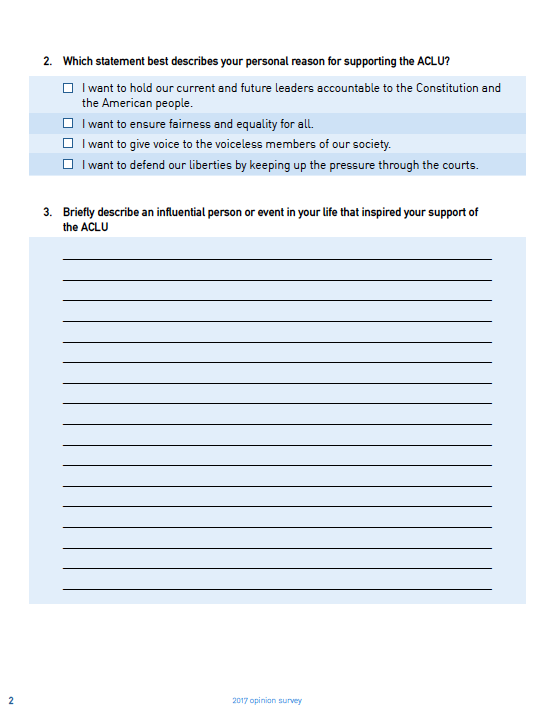 2. Which statement best describes your personal reason for supporting the ACLU?
I want to hold our current and future leaders accountable to the Constitution and
the American people.
I want to ensure fairness and equality for all.
I want to give voice to the voiceless members of our society.
I want to defend our liberties by keeping up the pressure through the courts.
3. Briefly describe an influential person or event in your life that inspired your support of
the ACLU
2
2017 opinion survey